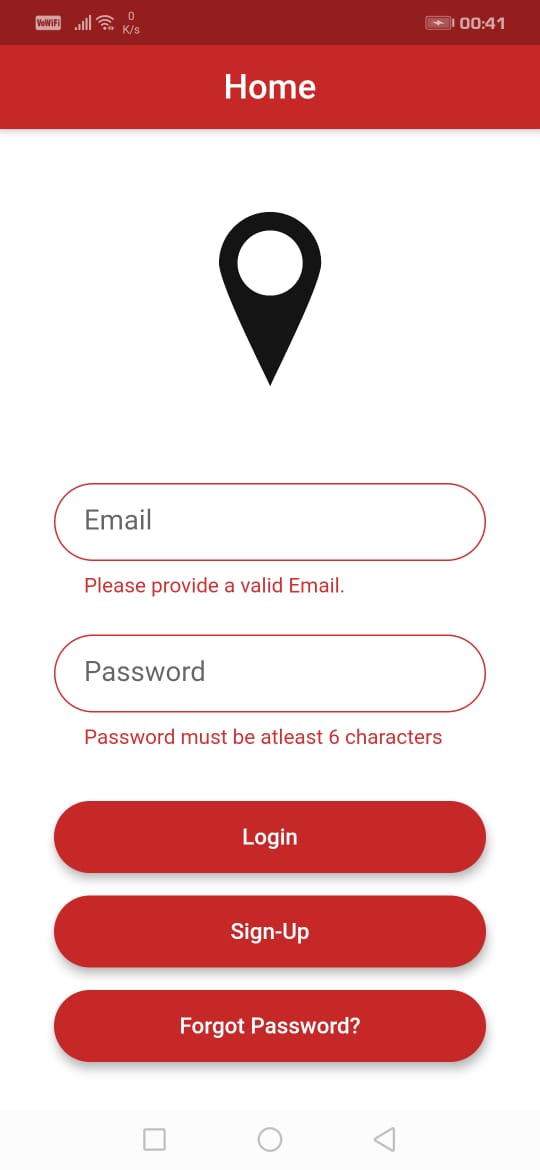 VoWiFi
0
K/s
00:41
Home
Email
Please provide a valid Email.
Password
Password must be atleast 6 characters
Login
Sign-Up
Forgot Password?